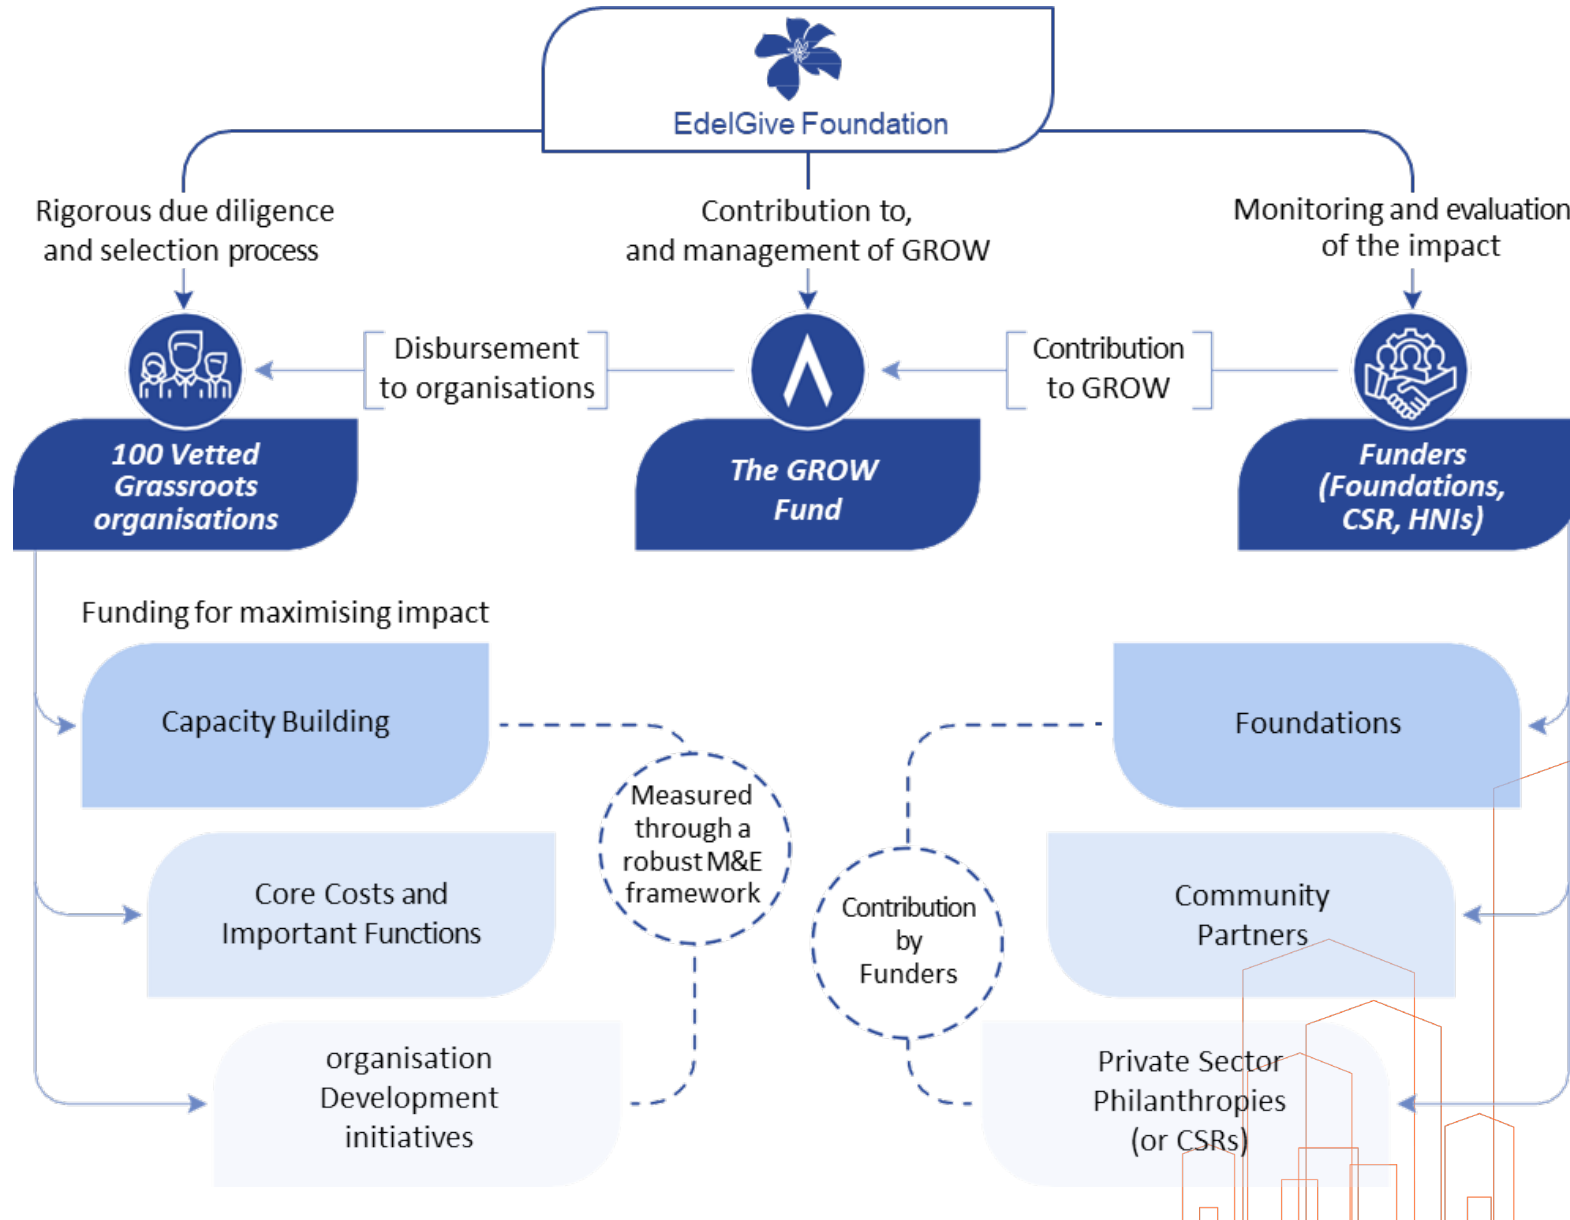 EdelGive Foundation
Rigorous due diligence
and selection process
Contribution to,
and management of GROW
Monitoring and evaluation
of the impact
Disbursement
to organisations
Contribution
to GROW
100 Vetted
Grassroots
organisations
The GROW
Fund
Funders
(Foundations,
CSR, HNIs)
Funding for maximising impact
Capacity Building
Core Costs and
Important Functions
organisation
Development
initiatives
Measured
through a
robust M&E
framework
Contribution
by
Funders
Foundations
Community
Partners
Private Sector
Philanthropies
(or CSRs)